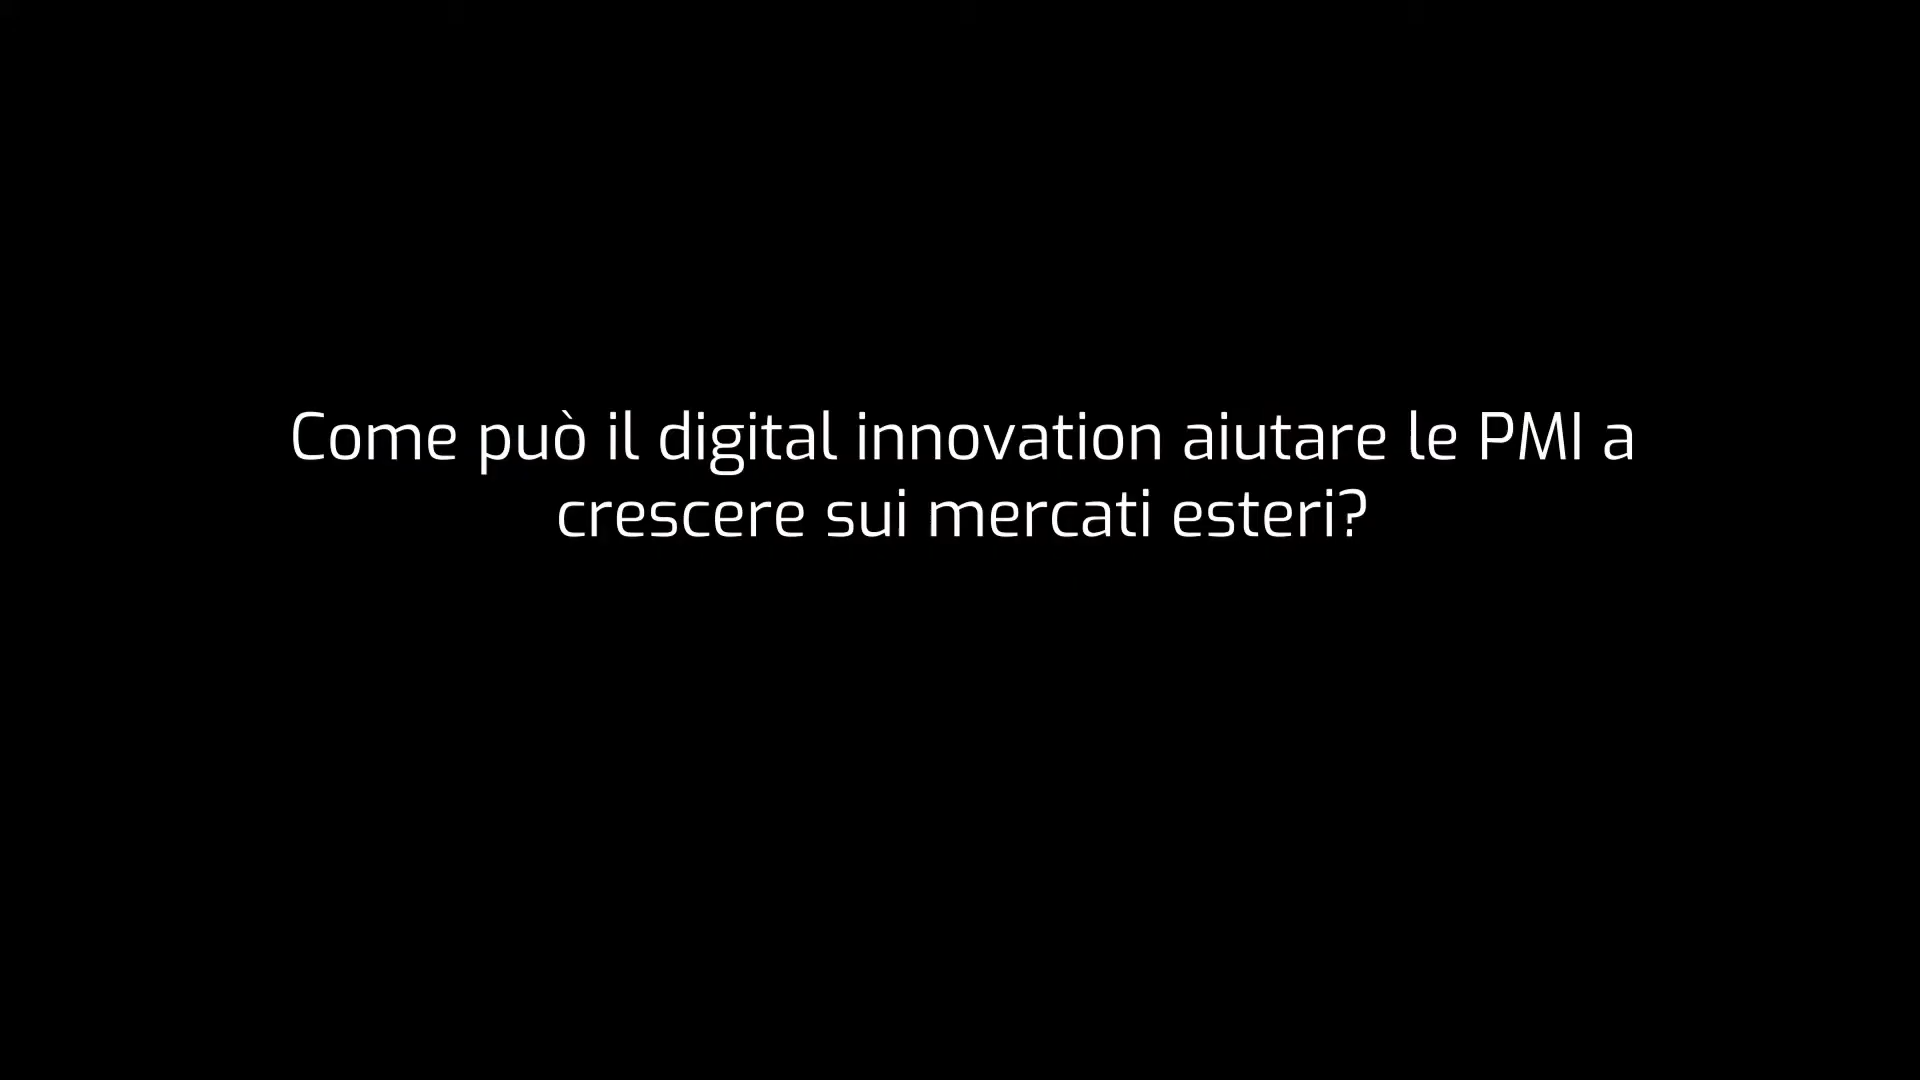 Come può il digital innovation aiutare le PMI a
crescere sui mercati esteri?